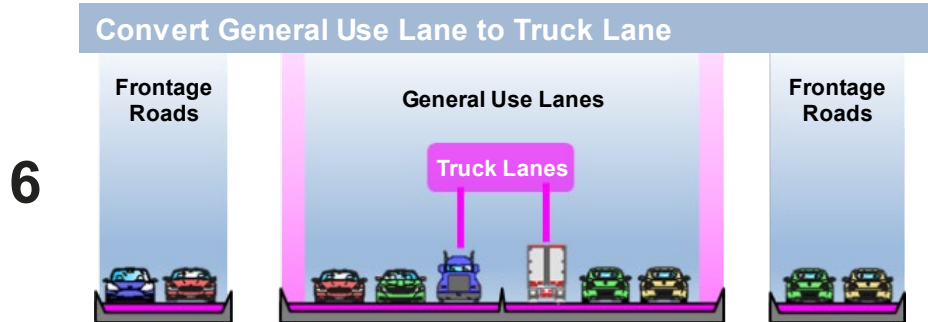 Convert General Use Lane to Truck Lane
Frontage
Roads
General Use Lanes
Frontage
Roads
Truck Lanes
6